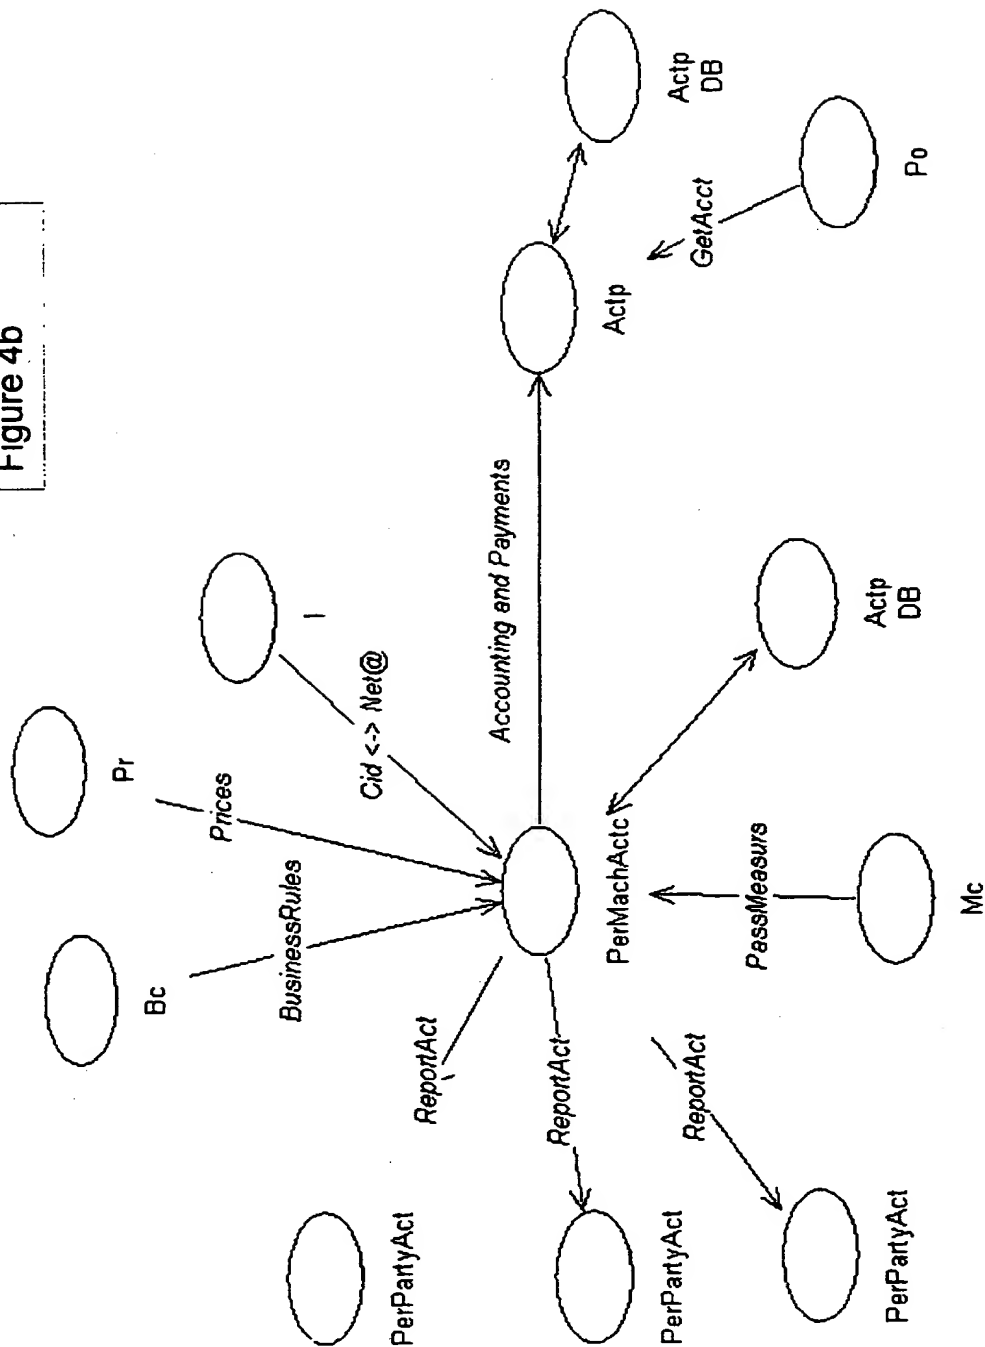 Figure 4b
Pr
Bc
I
Prices
BusinessRules
Cid <-> Net@
ReportAct
ReportAct
ReportAct
PerPartyAct
PerPartyAct
PerPartyAct
PerMachActc
Accounting and Payments
PassMeasurs
Mc
Actp
DB
Actp
Actp
DB
GetAcct
Po